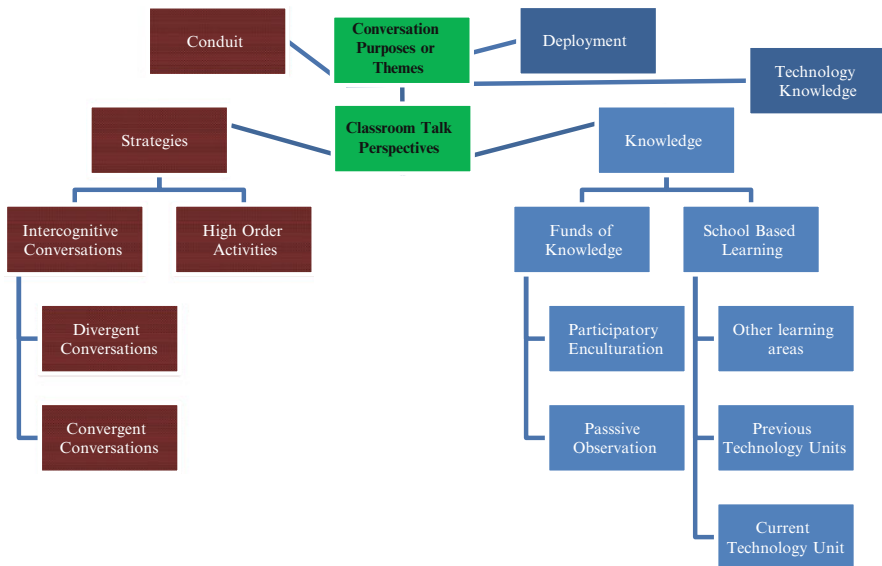 Conduit
Conversation
Purposes or
Themes
Deployment
Technology
Knowledge
Strategies
Classroom Talk
Perspectives
Knowledge
Intercognitive
Conversations
High Order
Activities
Funds of
Knowledge
School Based
Learning
Divergent
Conversations
Participatory
Enculturation
Other learning
areas
Convergent
Conversations
Passsive
Observation
Previous
Technology Units
Current
Technology Unit